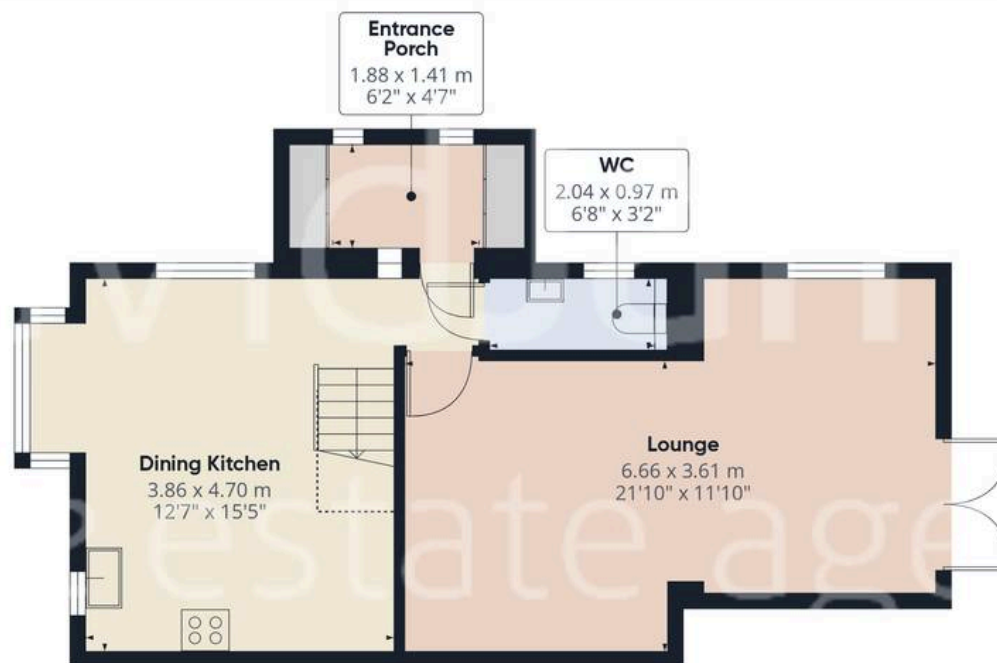 Entrance
Porch
1.88 x 1.41 m
6'2" x 4'7"
WC
2.04 x 0.97 m
6'8" x 3'2"
Lounge
6.66 x 3.61 m
21'10" x 11'10"
Dining Kitchen
3.86 x 4.70 m
12'7" x 15'5"
estate age